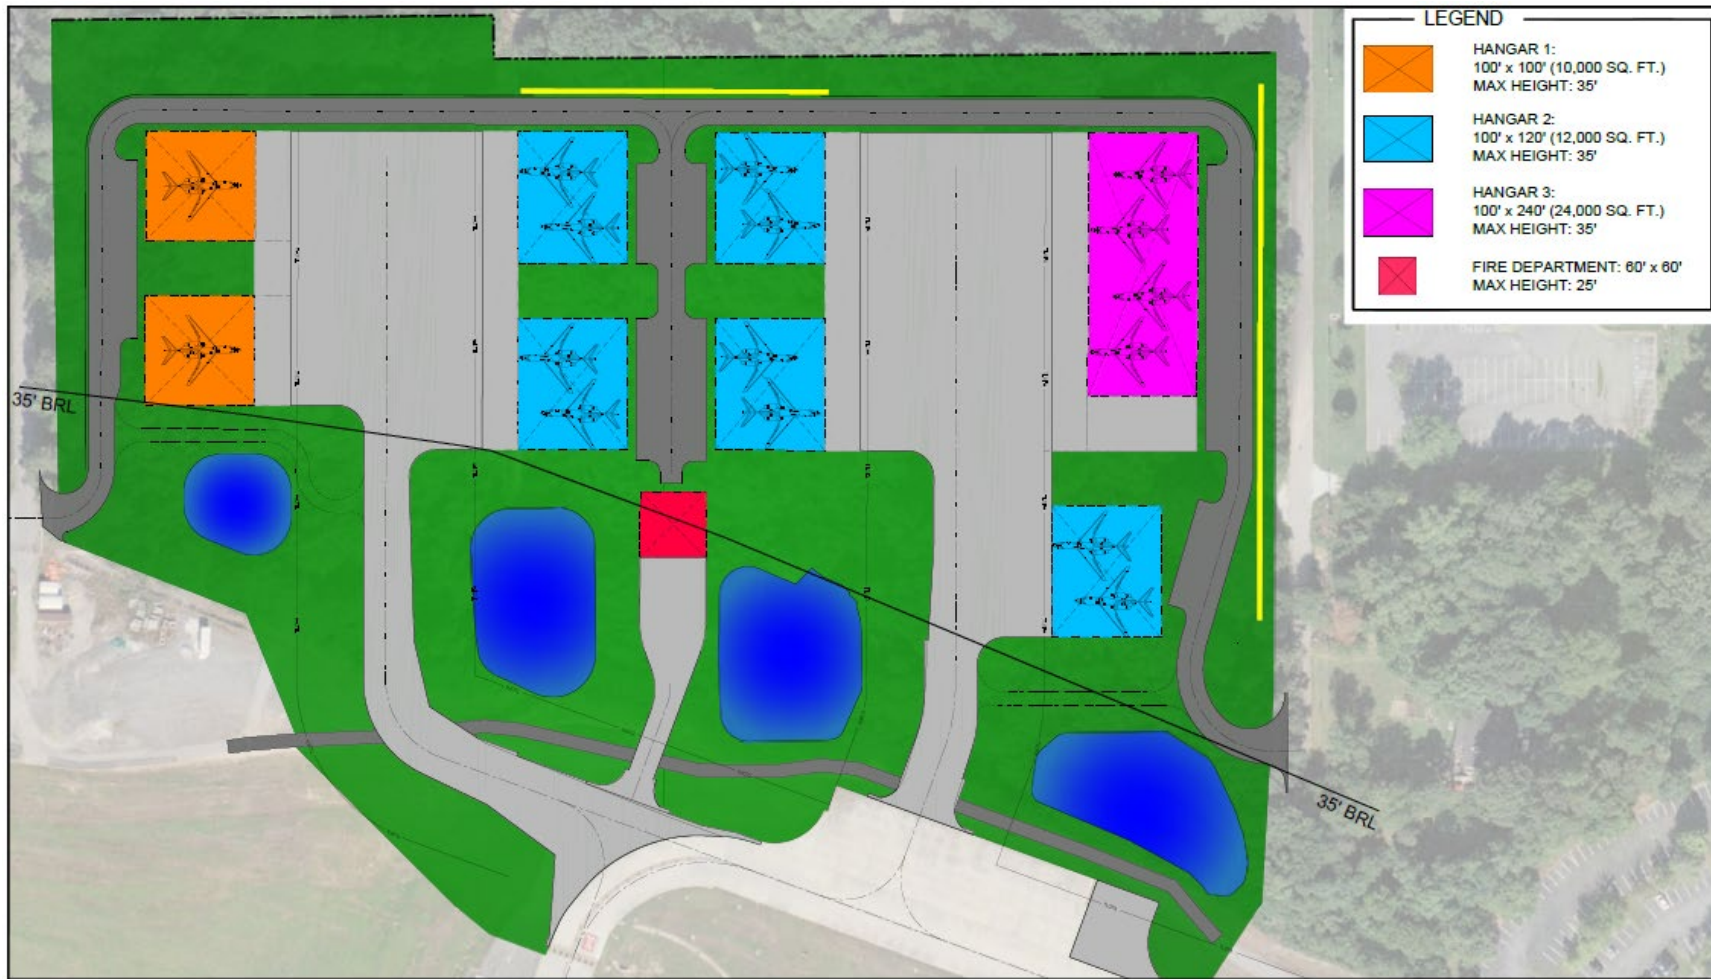 LEGEND
HANGAR 1:
100' x 100' (10,000 SQ. FT.)
MAX HEIGHT: 35'
HANGAR 2:
100' x 120' (12,000 SQ. FT.)
MAX HEIGHT: 35'
HANGAR 3:
100' x 240' (24,000 SQ. FT.)
MAX HEIGHT: 35'
FIRE DEPARTMENT: 60' x 60'
MAX HEIGHT: 25'
35' BRL
35' BRL